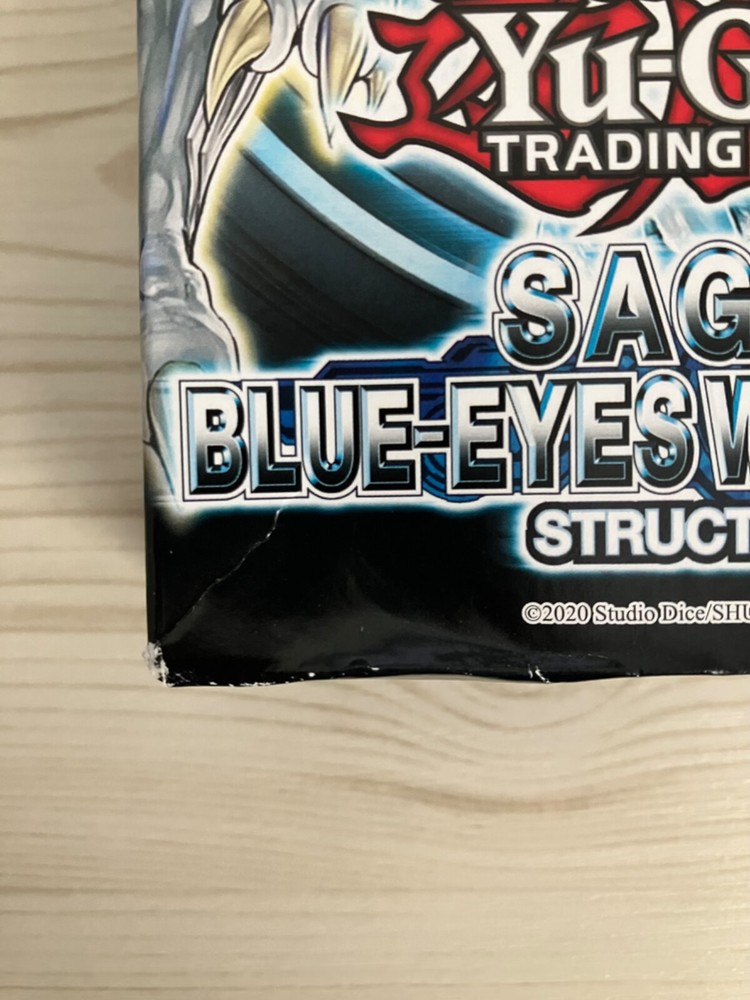 Yu-G
TRADING
SAG
BLUE-EYES W
STRUCT
©2020 Studio Dice/SHU